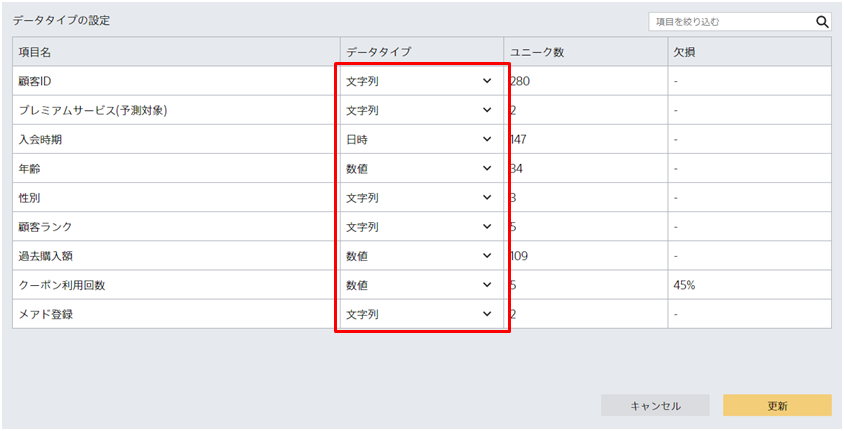 データタイプの設定
項目を絞り込む
項目名 データタイプ ユニーク数 欠損
顧客ID 文字列 280 -
プレミアムサービス(予測対象) 文字列 2 -
入会時期 日時 147 -
年齢 数値 34 -
性別 文字列 3 -
顧客ランク 文字列 5 -
過去購入額 数値 109 -
クーポン利用回数 数値 5 45%
メアド登録 文字列 2 -
キャンセル 更新